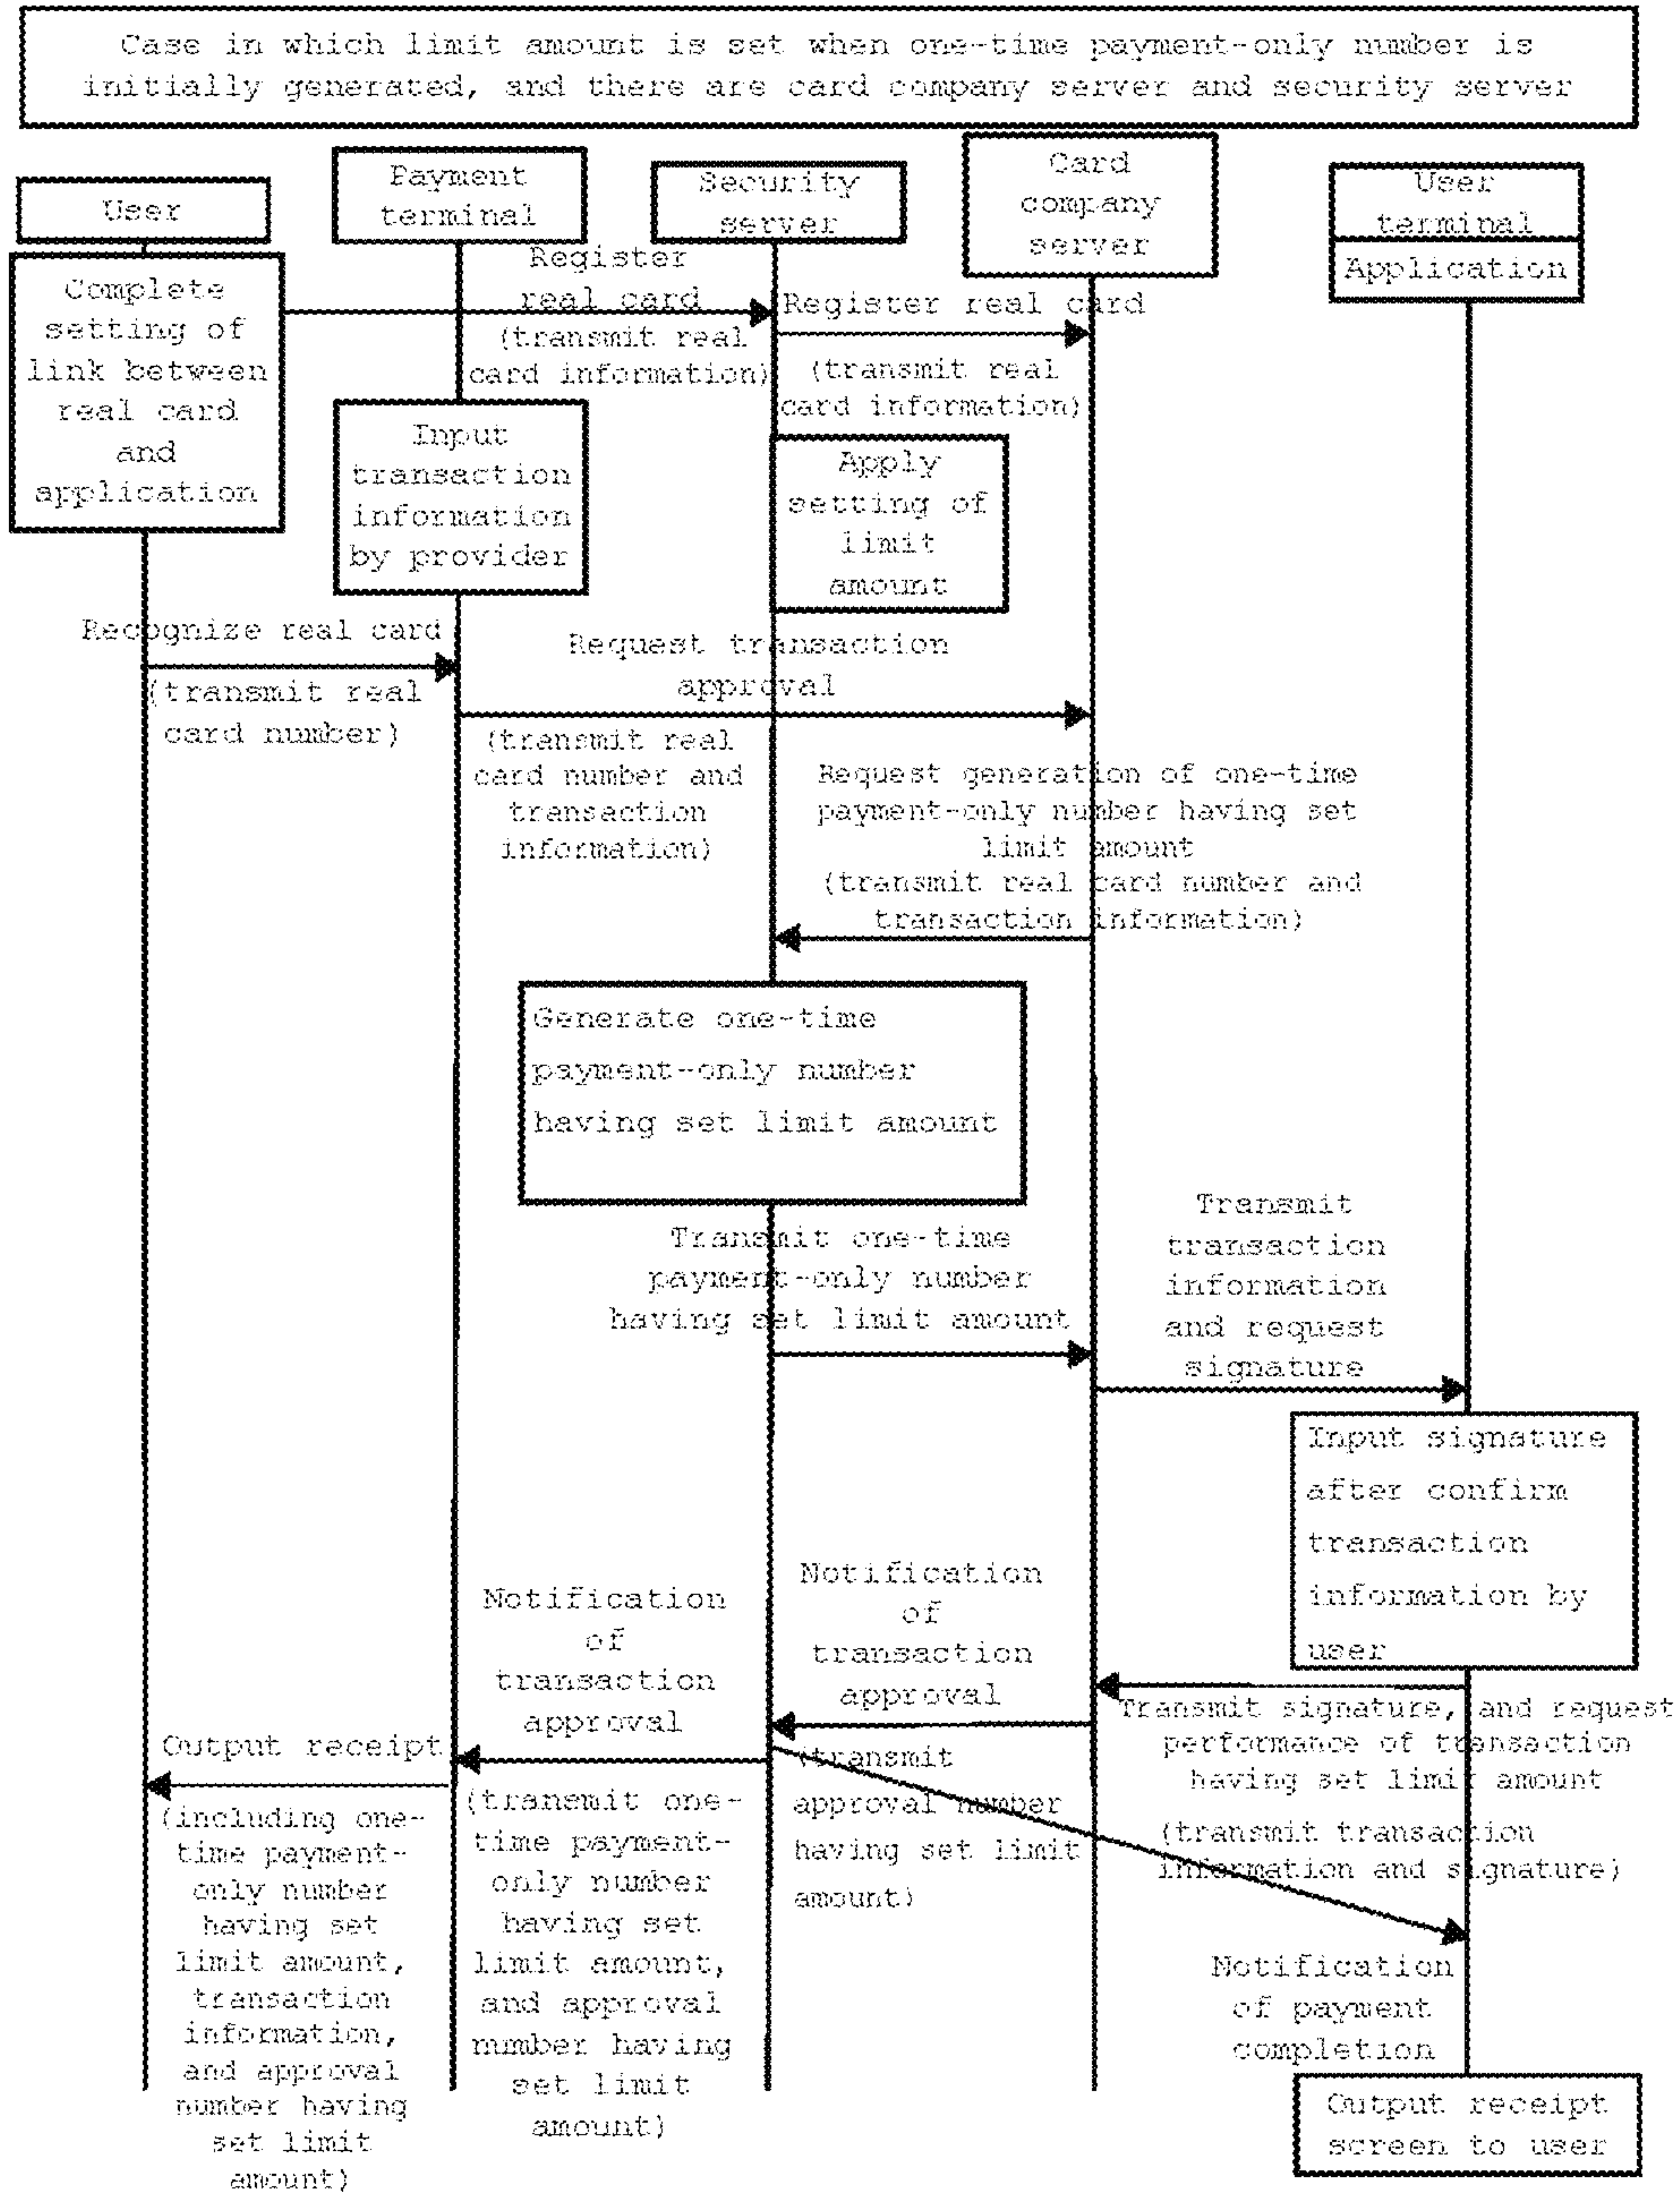 Case in which limit amount is set when one-time payment-only number is
initially generated, and there are card company server and security server
User
Payment
terminal
Security
server
Card
company
server
User
terminal
Application
Complete
setting of
link between
real card
and
application
Register
real card
(transmit real
card information)
Register real card
(transmit real
card information)
Input
transaction
information
by provider
Apply
setting of
limit
amount
Recognize real card
(transmit real
card number)
Request transaction
approval
(transmit real
card number and
transaction
information)
Request generation of one-time
payment-only number having set
limit amount
(transmit real card number and
transaction information)
Generate one-time
payment-only number
having set limit amount
Transmit one-time
payment-only number
having set limit amount
Transmit
transaction
information
and request
signature
Input signature
after confirm
transaction
information by
user
Transmit signature, and request
performance of transaction
having set limit amount
(transmit transaction
information and signature)
Notification
of
transaction
approval
(transmit
approval number
having set limit
amount)
Notification
of
transaction
approval
(transmit one-
time payment-
only number
having set
limit amount,
and approval
number having
set limit
amount)
Output receipt
(including one-
time payment-
only number
having set
limit amount,
transaction
information,
and approval
number having
set limit
amount)
Notification
of payment
completion
Output receipt
screen to user